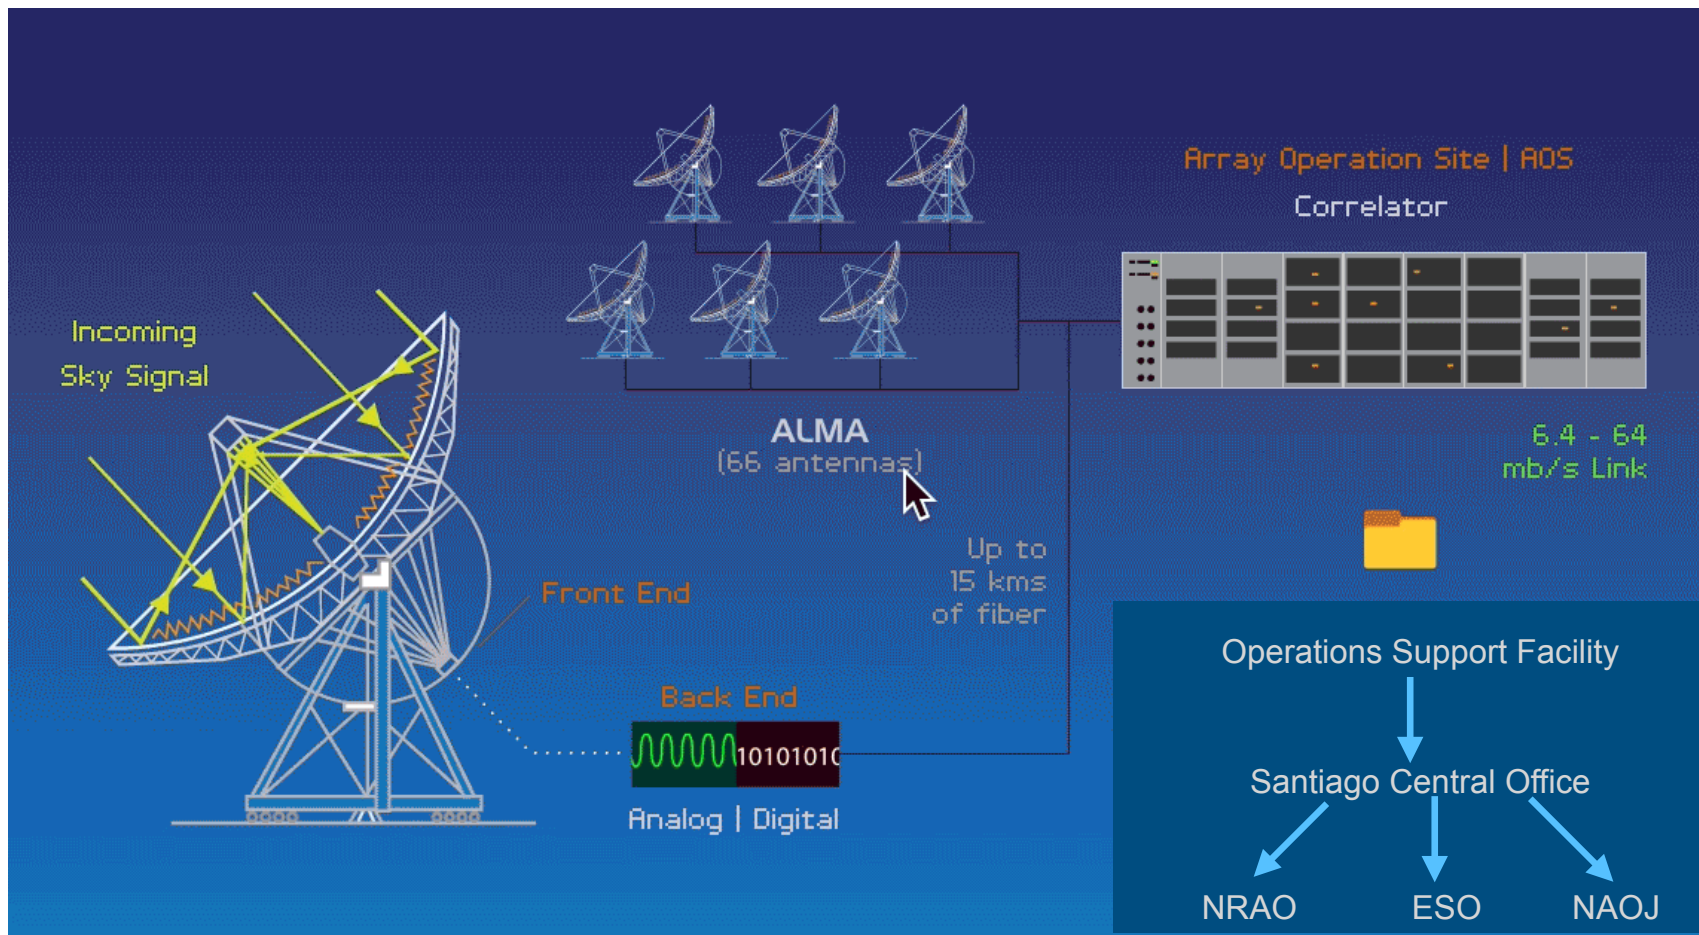 Array Operation Site | AOS
Correlator
Incoming
Sky Signal
ALMA
(66 antennas)
6.4 - 64
mb/s Link
Up to
15 kms
of fiber
Front End
Back End
10101010
Analog | Digital
Operations Support Facility
Santiago Central Office
NRAO
ESO
NAOJ